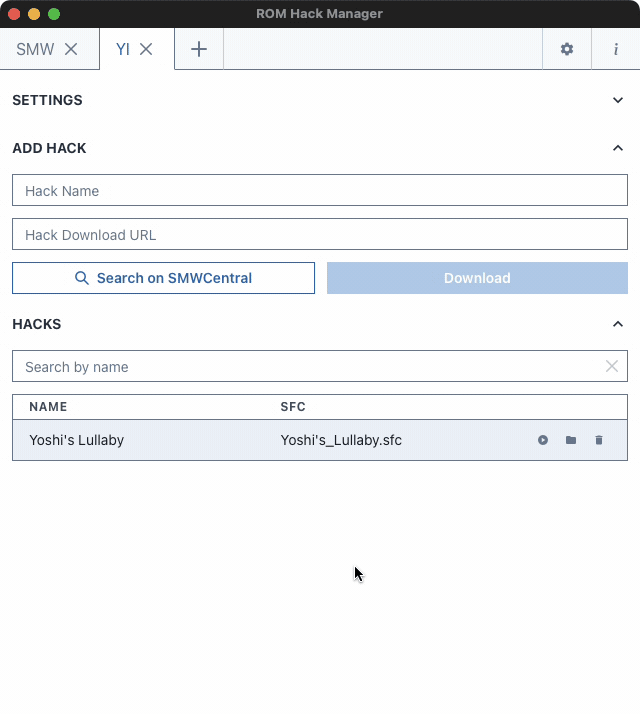 ROM Hack Manager
SMW YI
i
SETTINGS
ADD HACK
Hack Name
Hack Download URL
Search on SMWCentral Download
HACKS
Search by name
NAME SFC
Yoshi's Lullaby Yoshi's_Lullaby.sfc